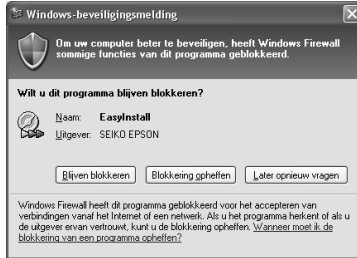 Windows-beveiligingsmelding
Om uw computer beter te beveiligen, heeft Windows Firewall
sommige functies van dit programma geblokkeerd.
Wilt u dit programma blijven blokkeren?
Naam: EasyInstall
Uitgever: SEIKO EPSON
Blijven blokkeren Blokkering opheffen Later opnieuw vragen
Windows Firewall heeft dit programma geblokkeerd voor het accepteren van
verbindingen vanaf het Internet of een netwerk. Als u het programma herkent of als u
de uitgever ervan vertrouwt, kunt u de blokkering opheffen. Wanneer moet ik de
blokkering van een programma opheffen?